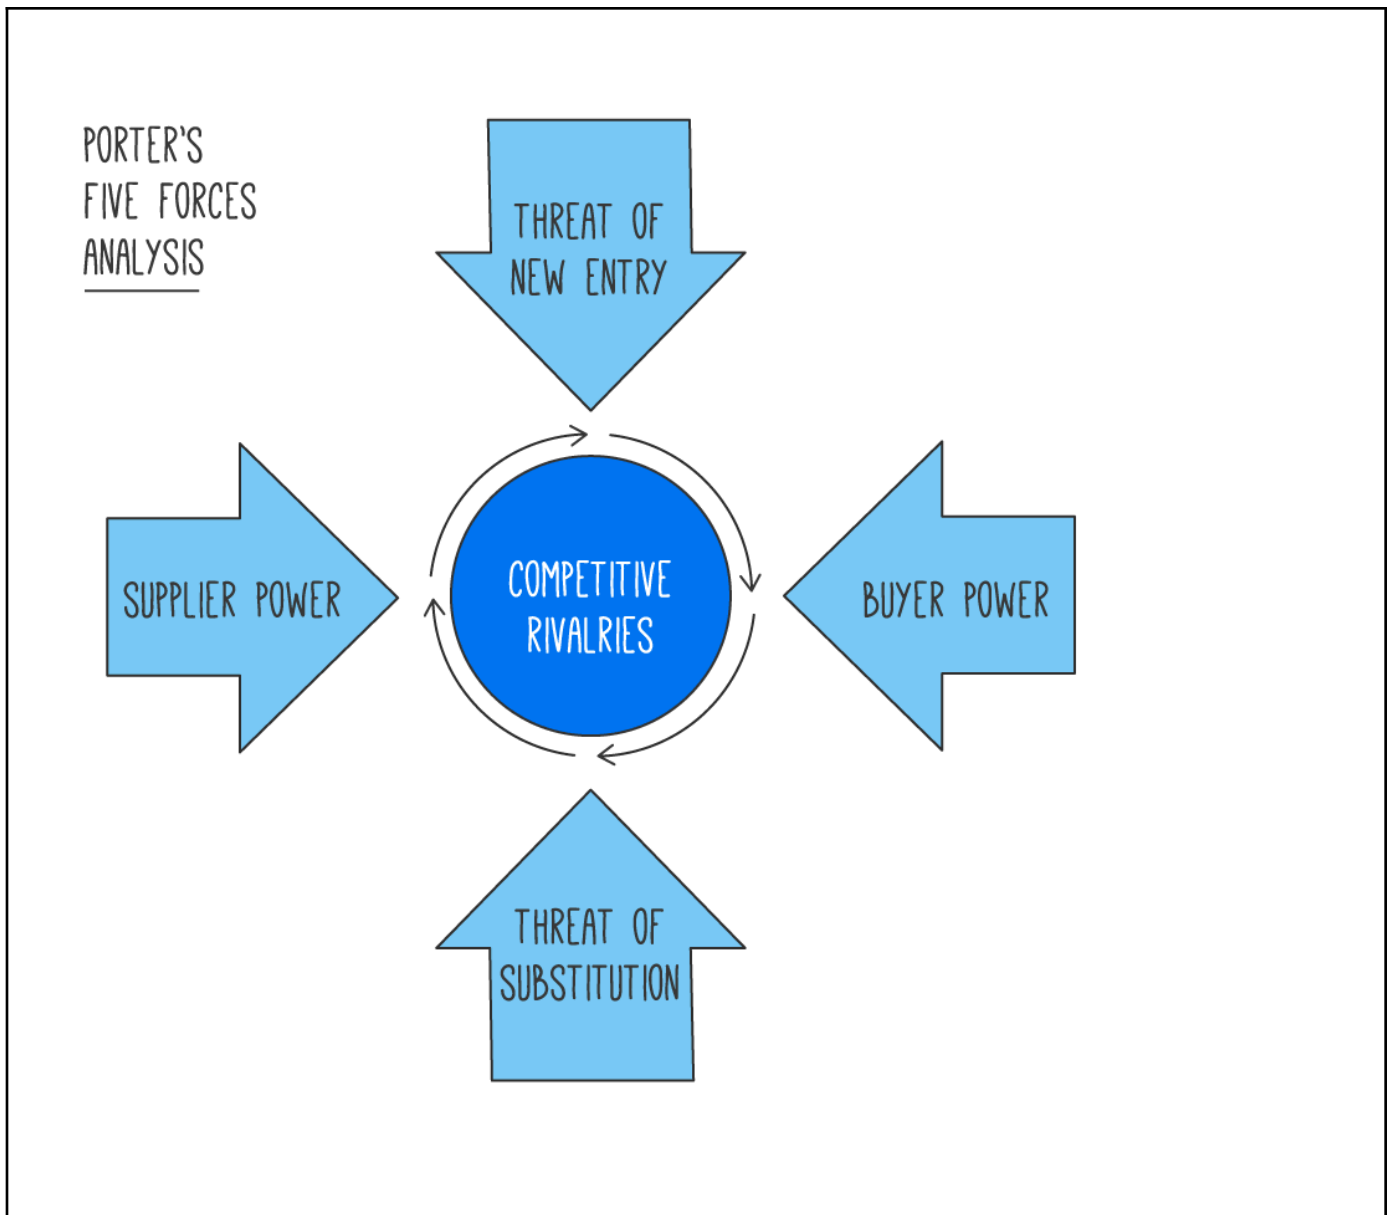 PORTER'S
FIVE FORCES
ANALYSIS
THREAT OF
NEW ENTRY
SUPPLIER POWER
COMPETITIVE
RIVALRIES
BUYER POWER
THREAT OF
SUBSTITUTION